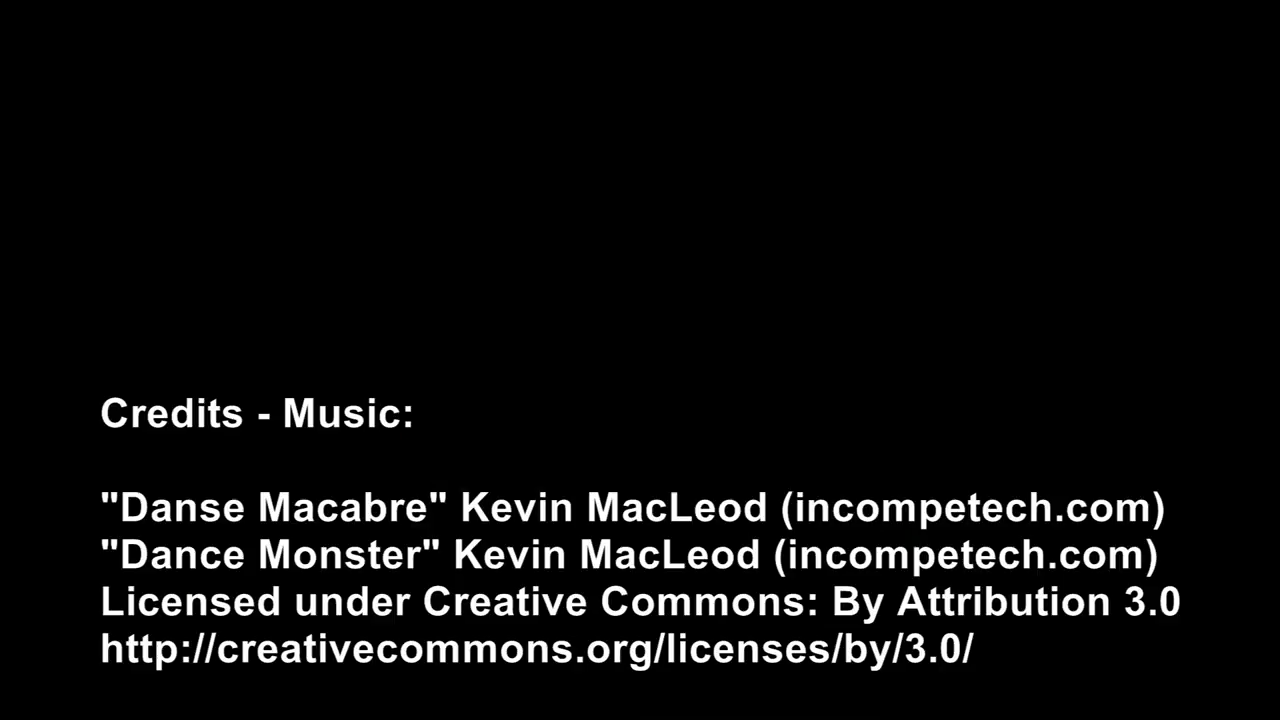 Credits - Music:
"Danse Macabre" Kevin MacLeod (incompetech.com)
"Dance Monster" Kevin MacLeod (incompetech.com)
Licensed under Creative Commons: By Attribution 3.0
http://creativecommons.org/licenses/by/3.0/